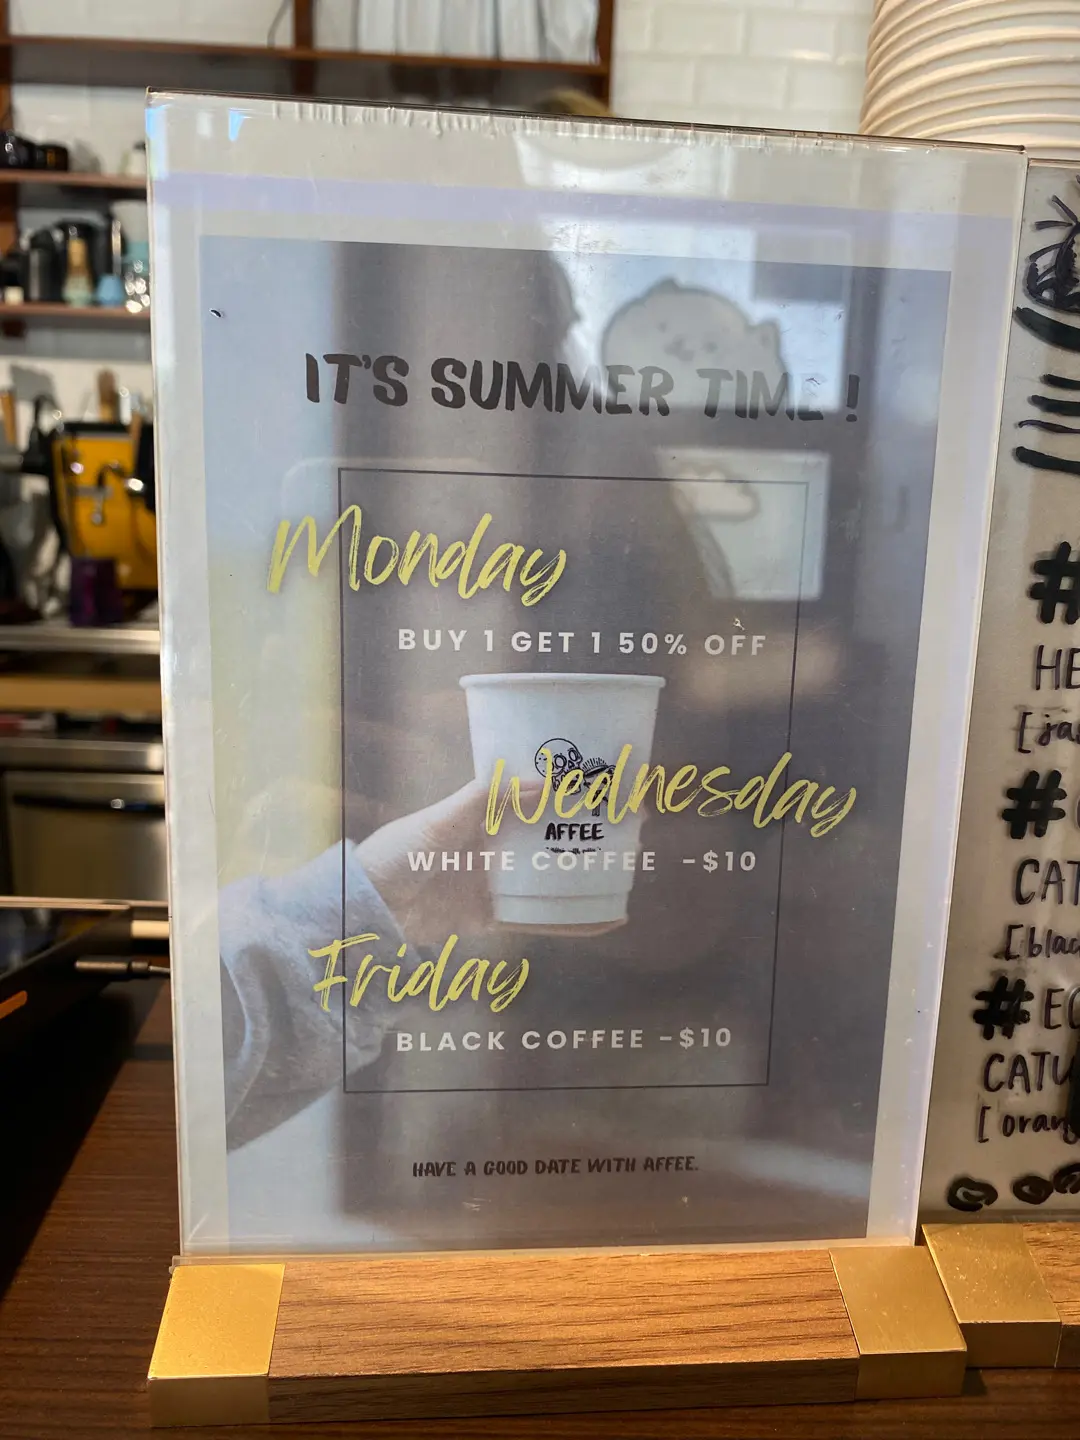 IT'S SUMMER TIME !
Monday
BUY 1 GET 1 50% OFF
Wednesday
AFFEE
WHITE COFFEE -$10
Friday
BLACK COFFEE -$10
HAVE A GOOD DATE WITH AFFEE.
#
HE
#
CAT
#
CATU